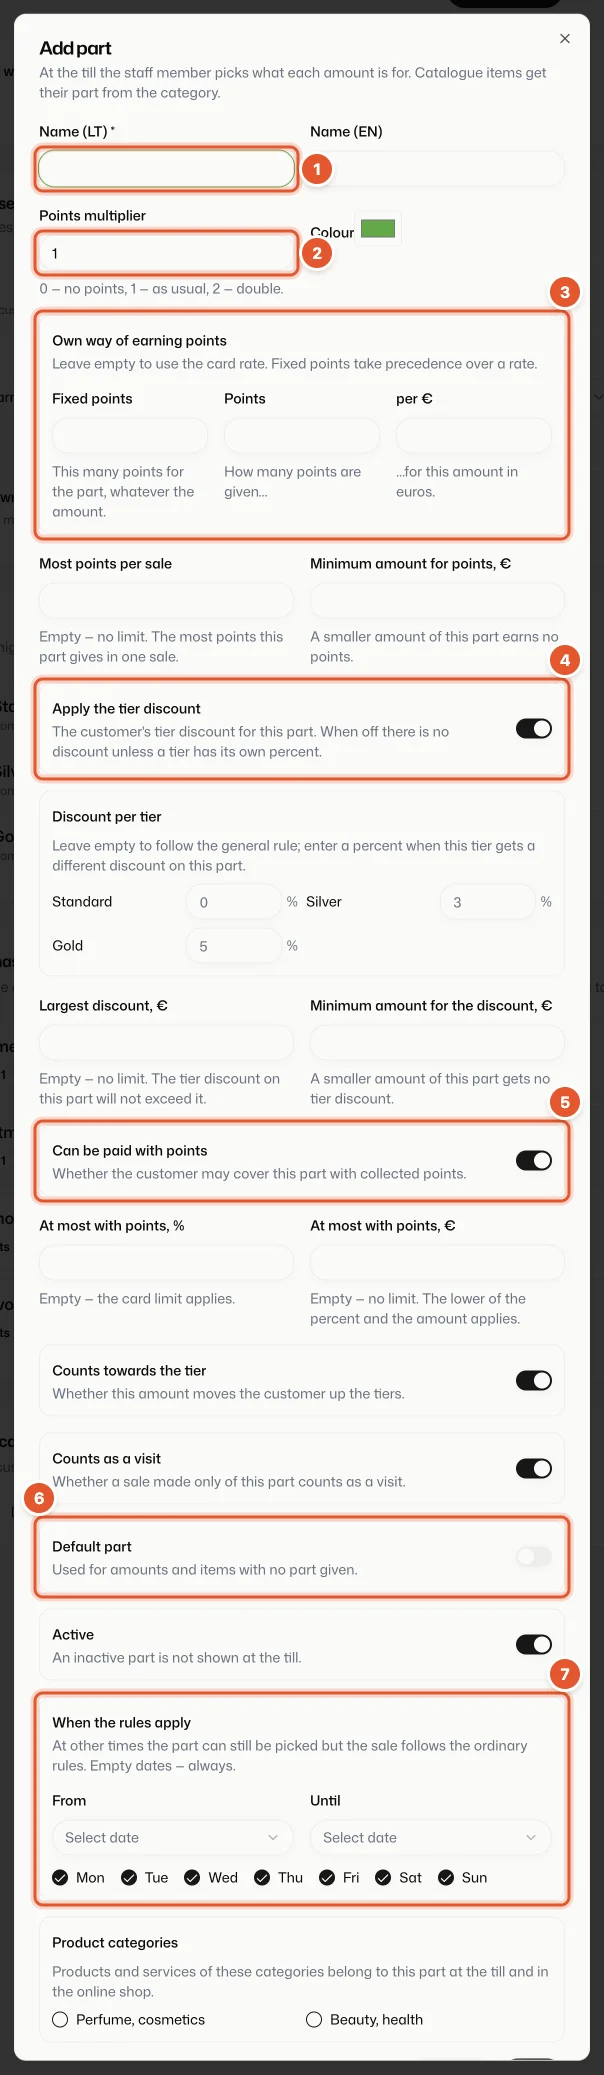 Add part
At the till the staff member picks what each amount is for. Catalogue items get
their part from the category.
Name (LT) *
Name (EN)
1
Points multiplier
Colour
1
2
0 – no points, 1 – as usual, 2 – double.
3
Own way of earning points
Leave empty to use the card rate. Fixed points take precedence over a rate.
Fixed points
Points
per €
This many points for
the part, whatever the
amount.
How many points are
given...
...for this amount in
euros.
Most points per sale
Minimum amount for points, €
Empty – no limit. The most points this
part gives in one sale.
A smaller amount of this part earns no
points.
4
Apply the tier discount
The customer's tier discount for this part. When off there is no
discount unless a tier has its own percent.
Discount per tier
Leave empty to follow the general rule; enter a percent when this tier gets a
different discount on this part.
Standard 0 % Silver 3 %
Gold 5 %
Largest discount, €
Minimum amount for the discount, €
Empty – no limit. The tier discount on
this part will not exceed it.
A smaller amount of this part gets no
tier discount.
5
Can be paid with points
Whether the customer may cover this part with collected points.
At most with points, %
At most with points, €
Empty – the card limit applies.
Empty – no limit. The lower of the
percent and the amount applies.
Counts towards the tier
Whether this amount moves the customer up the tiers.
Counts as a visit
Whether a sale made only of this part counts as a visit.
6
Default part
Used for amounts and items with no part given.
Active
An inactive part is not shown at the till.
7
When the rules apply
At other times the part can still be picked but the sale follows the ordinary
rules. Empty dates – always.
From
Until
Select date
Select date
Mon Tue Wed Thu Fri Sat Sun
Product categories
Products and services of these categories belong to this part at the till and in
the online shop.
Perfume, cosmetics
Beauty, health